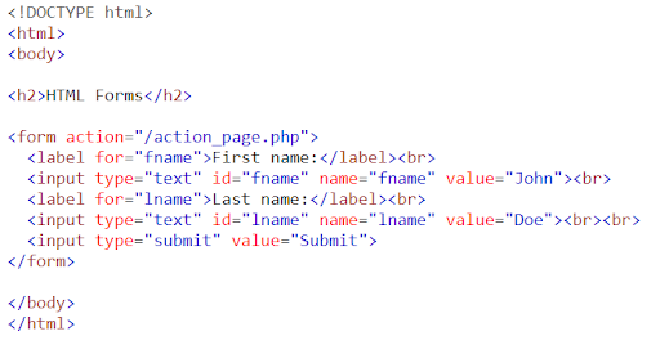 <!DOCTYPE html>
<html>
<body>
<h2>HTML Forms</h2>
<form action="/action_page.php">
<label for="fname">First name:</label><br>
<input type="text" id="fname" name="fname" value="John"><br>
<label for="lname">Last name:</label><br>
<input type="text" id="lname" name="lname" value="Doe"><br><br>
<input type="submit" value="Submit">
</form>
</body>
</html>